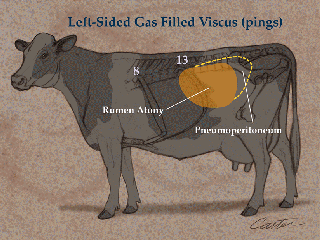 Left-Sided Gas Filled Viscus (pings)
13
8
Rumen Atony
Pneumoperitoneum